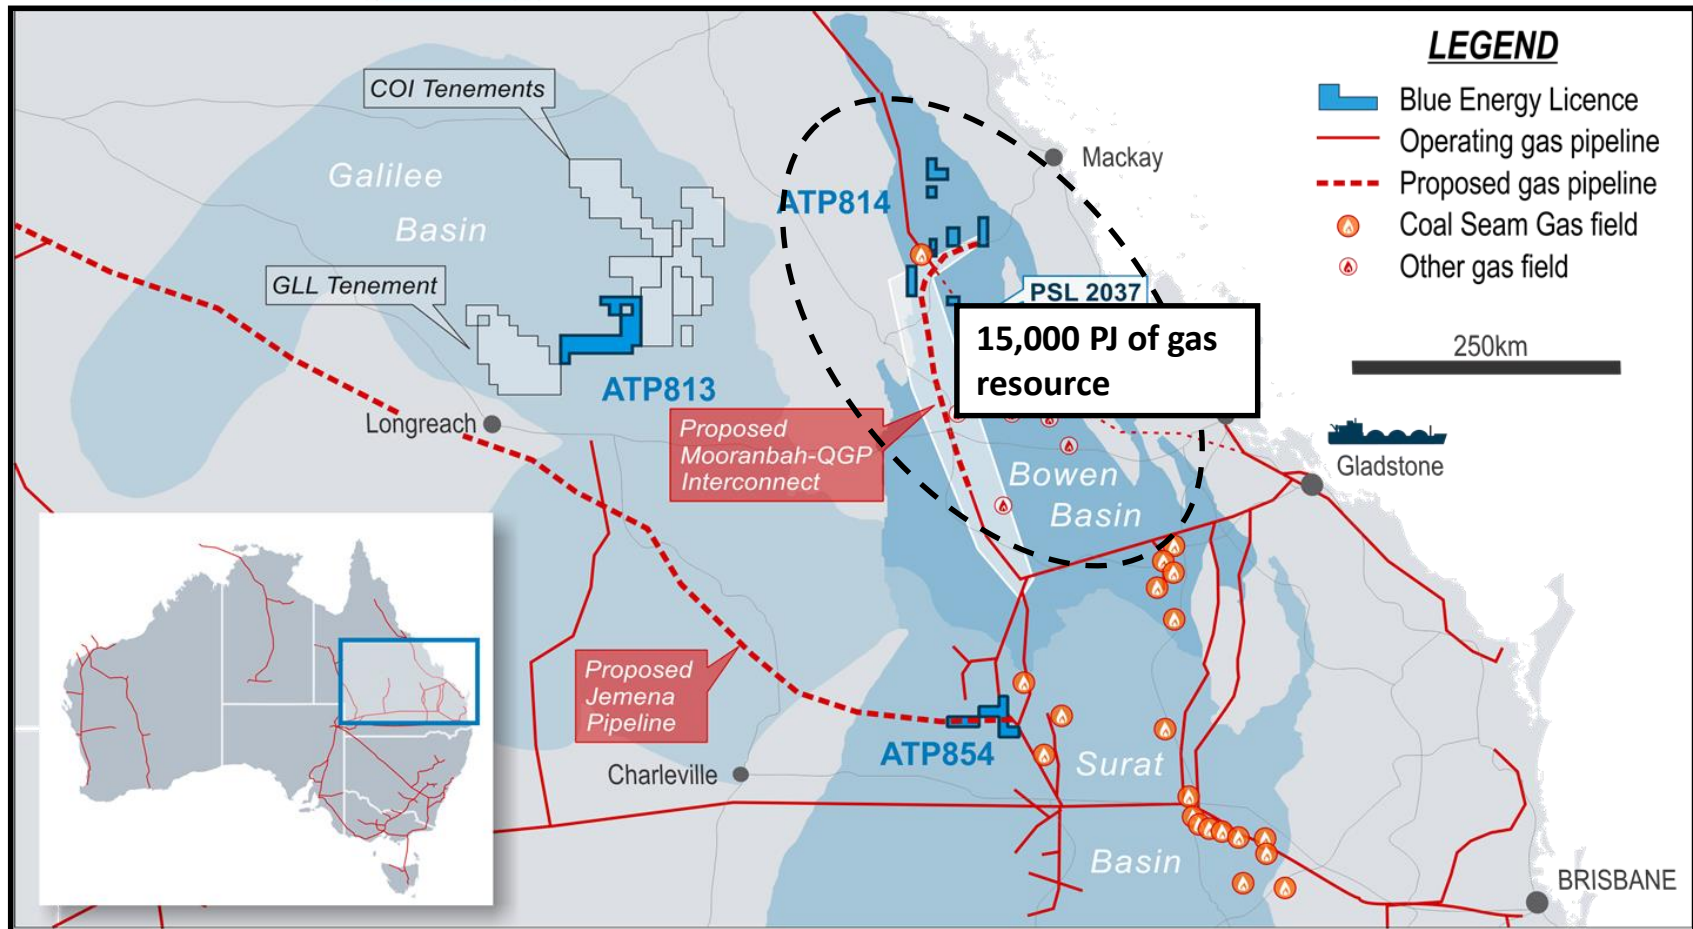 LEGEND
Blue Energy Licence
Operating gas pipeline
Proposed gas pipeline
Coal Seam Gas field
Other gas field
250km
COI Tenements
Galilee
Basin
GLL Tenement
ATP813
ATP814
Mackay
PSL 2037
15,000 PJ of gas
resource
Longreach
Proposed
Mooranbah-QGP
Interconnect
Bowen
Basin
Gladstone
Proposed
Jemena
Pipeline
ATP854
Charleville
Surat
Basin
BRISBANE